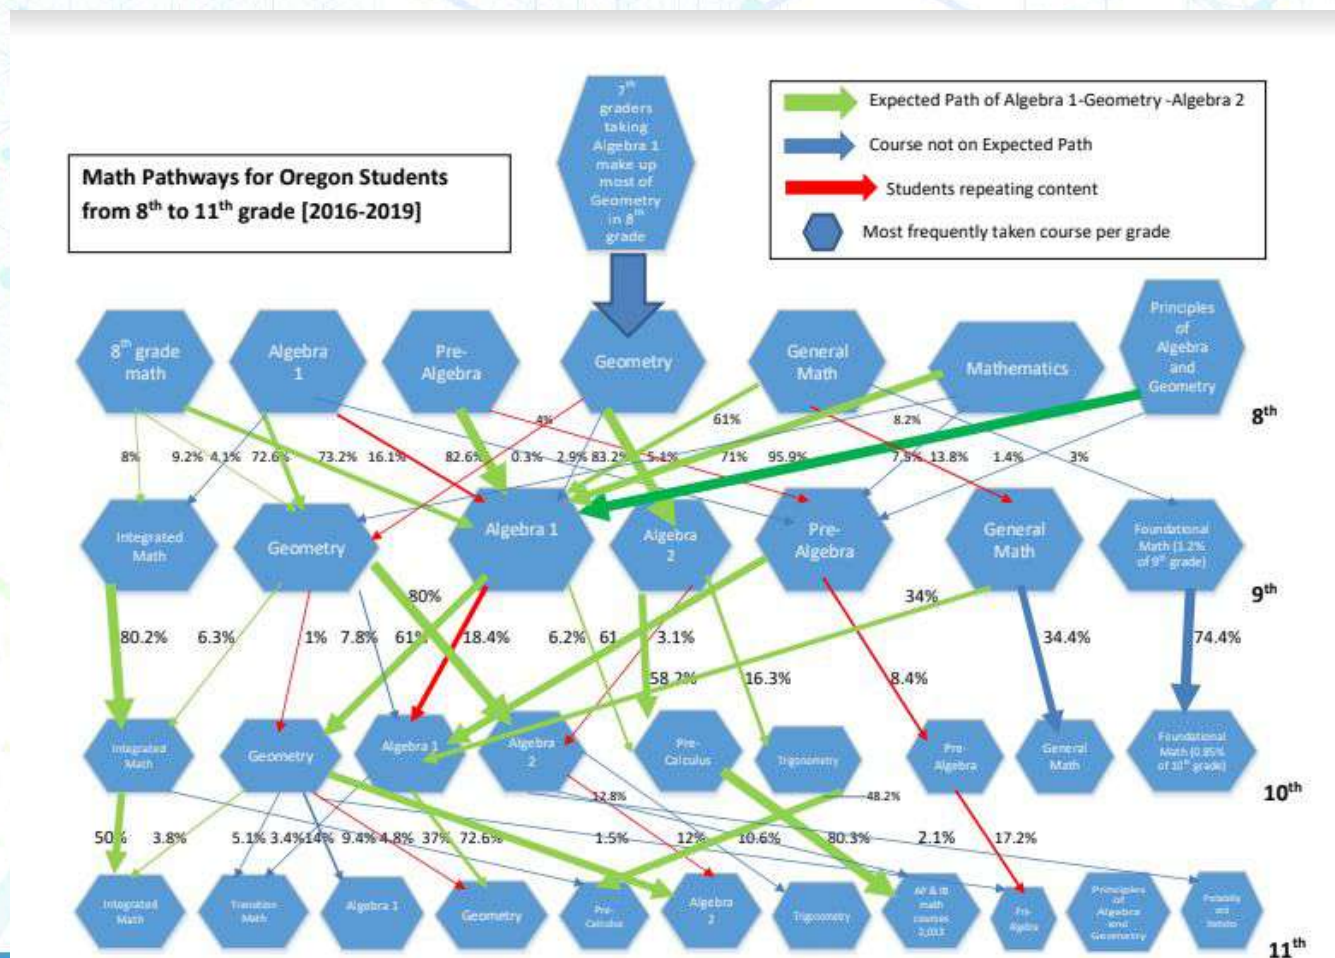 7th
graders
taking
Algebra 1
make up
most of
Geometry
in 8th
grade
Expected Path of Algebra 1-Geometry -Algebra 2
Course not on Expected Path
Students repeating content
Most frequently taken course per grade
Math Pathways for Oregon Students
from 8th to 11th grade [2016-2019]
8th grade
math
Algebra
1
Pre-
Algebra
Geometry
General
Math
Mathematics
Principles
of
Algebra
and
Geometry
8th
4%
61%
8.2%
8%
9.2%
4.1%
72.6%
73.2%
16.1%
82.6%
0.3%
2.9%
83.2%
5.1%
71%
95.9%
7.5%
13.8%
1.4%
3%
Integrated
Math
Geometry
Algebra 1
Algebra
2
Pre-
Algebra
General
Math
Foundational
Math (1.2%
of 9th grade)
9th
80%
34%
80.2%
6.3%
1%
7.8%
61%
18.4%
6.2%
61
3.1%
34.4%
74.4%
58.2%
16.3%
8.4%
Integrated
Math
Geometry
Algebra 1
Algebra
2
Pre-
Calculus
Trigonometry
Pre-
Algebra
General
Math
Foundational
Math (0.85%
of 10th grade)
10th
12.8%
48.2%
50%
3.8%
5.1%
3.4%
14%
9.4%
4.8%
37%
72.6%
1.5%
12%
10.6%
80.3%
2.1%
17.2%
Integrated
Math
Transition
Math
Algebra 1
Geometry
Pre-
Calculus
Algebra
2
Trigonometry
AP & IB
math
courses
2,033
Pre-
Algebra
Principles
of
Algebra
and
Geometry
Probability
and
Statistics
11th